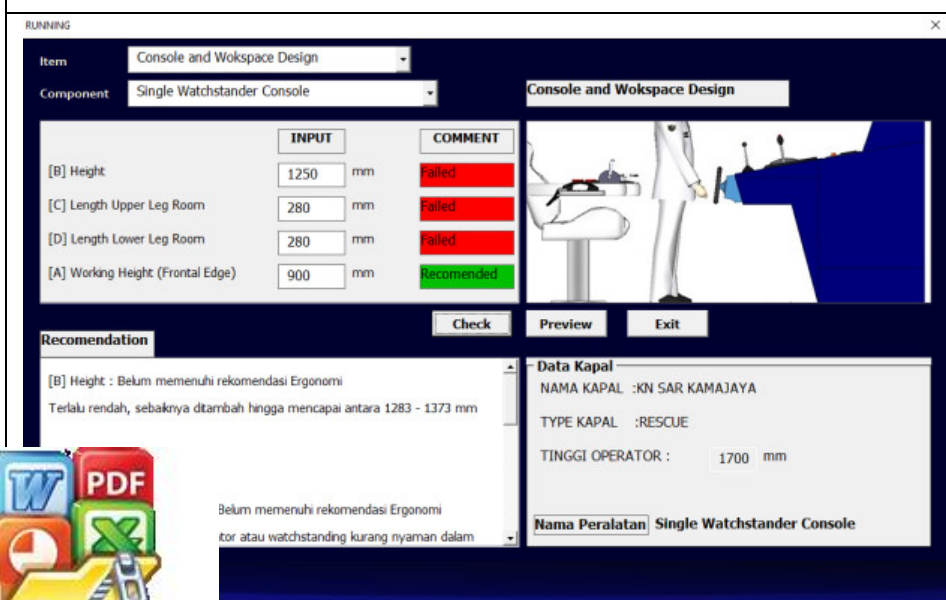 RUNNING
Item Console and Wokspace Design
Component Single Watchstander Console
Console and Wokspace Design
INPUT COMMENT
[B] Height 1250 mm Failed
[C] Length Upper Leg Room 280 mm Failed
[D] Length Lower Leg Room 280 mm Failed
[A] Working Height (Frontal Edge) 900 mm Recomended
Check Preview Exit
Recomendation
[B] Height : Belum memenuhi rekomendasi Ergonomi
Terlalu rendah, sebaiknya ditambah hingga mencapai antara 1283 - 1373 mm
Belum memenuhi rekomendasi Ergonomi
tor atau watchstanding kurang nyaman dalam
Data Kapal
NAMA KAPAL :KN SAR KAMAJAYA
TYPE KAPAL :RESCUE
TINGGI OPERATOR : 1700 mm
Nama Peralatan Single Watchstander Console
W PDF
X